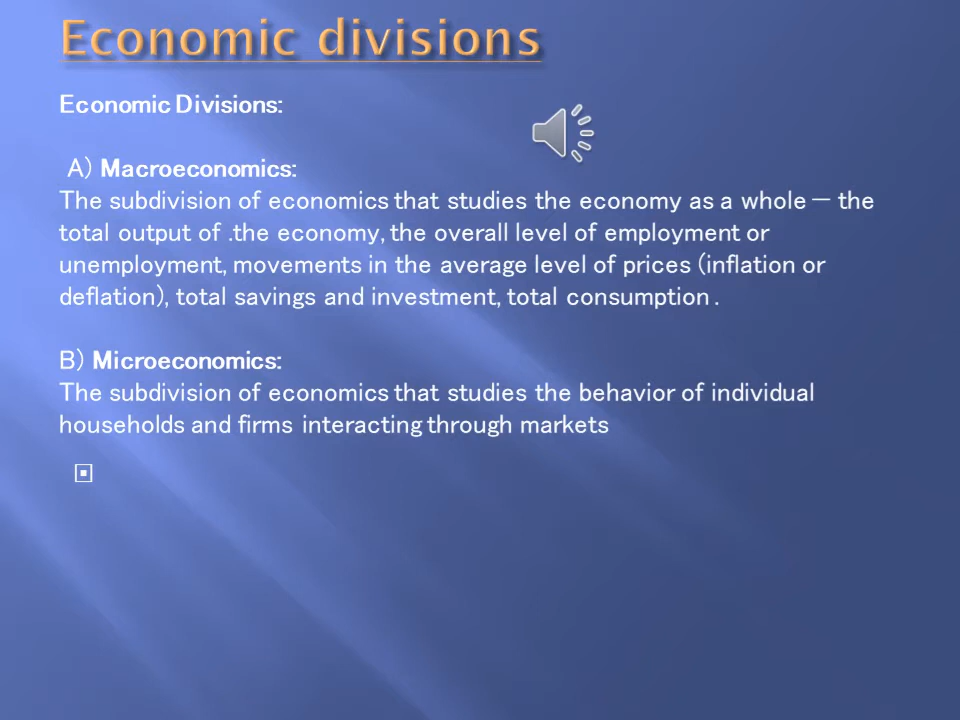 Economic divisions
Economic Divisions:
A) Macroeconomics:
The subdivision of economics that studies the economy as a whole — the
total output of .the economy, the overall level of employment or
unemployment, movements in the average level of prices (inflation or
deflation), total savings and investment, total consumption .
B) Microeconomics:
The subdivision of economics that studies the behavior of individual
households and firms interacting through markets